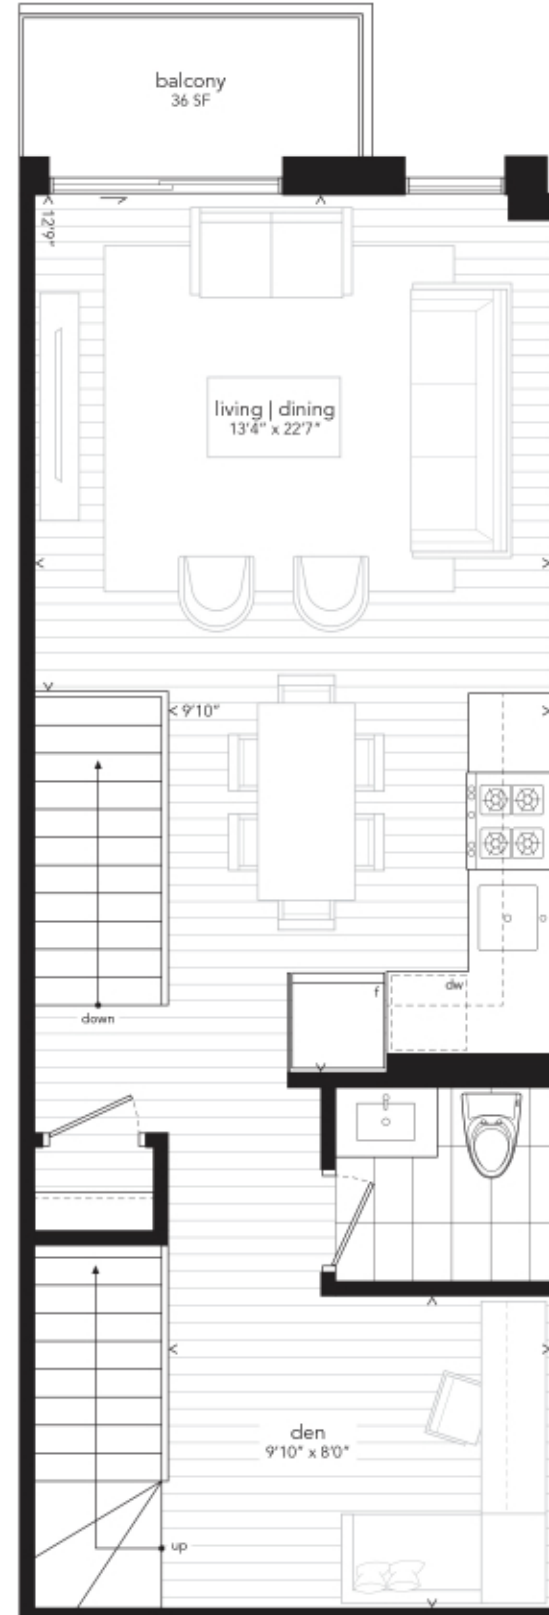 balcony
36 SF
12'9"
living | dining
13'4" x 22'7"
9'10"
f
dw
down
den
9'10" x 8'0"
up